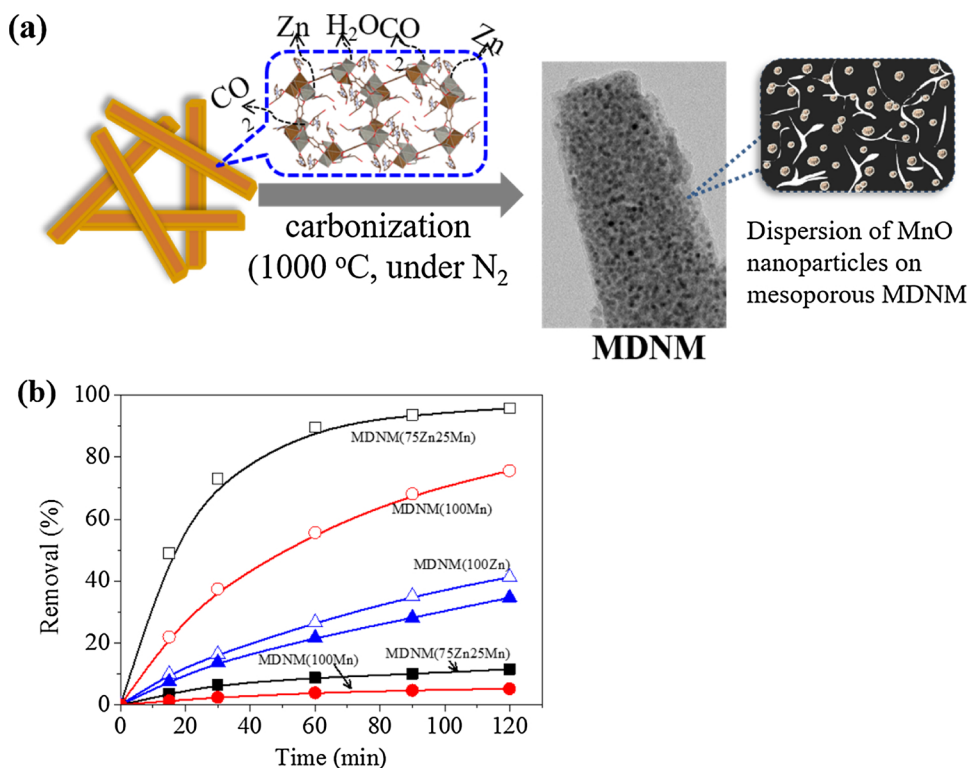 (a)
Zn H₂O CO₂ Zn
CO₂
carbonization
(1000 °C, under N₂
MDNM
Dispersion of MnO
nanoparticles on
mesoporous MDNM
(b)
Removal (%)
100
80
60
40
20
0
MDNM(75Zn25Mn)
MDNM(100Mn)
MDNM(100Zn)
MDNM(100Mn)
MDNM(75Zn25Mn)
0 20 40 60 80 100 120
Time (min)